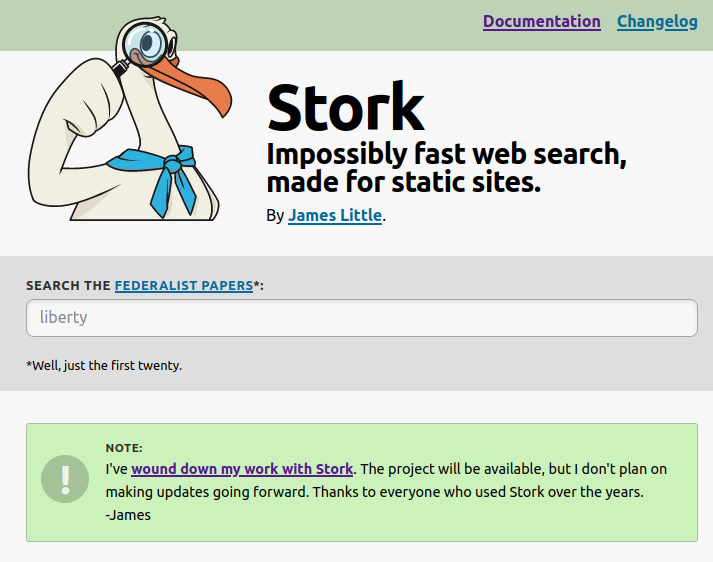 Documentation Changelog
Stork
Impossibly fast web search,
made for static sites.
By James Little.
SEARCH THE FEDERALIST PAPERS*:
liberty
*Well, just the first twenty.
NOTE:
I've wound down my work with Stork. The project will be available, but I don't plan on
making updates going forward. Thanks to everyone who used Stork over the years.
-James